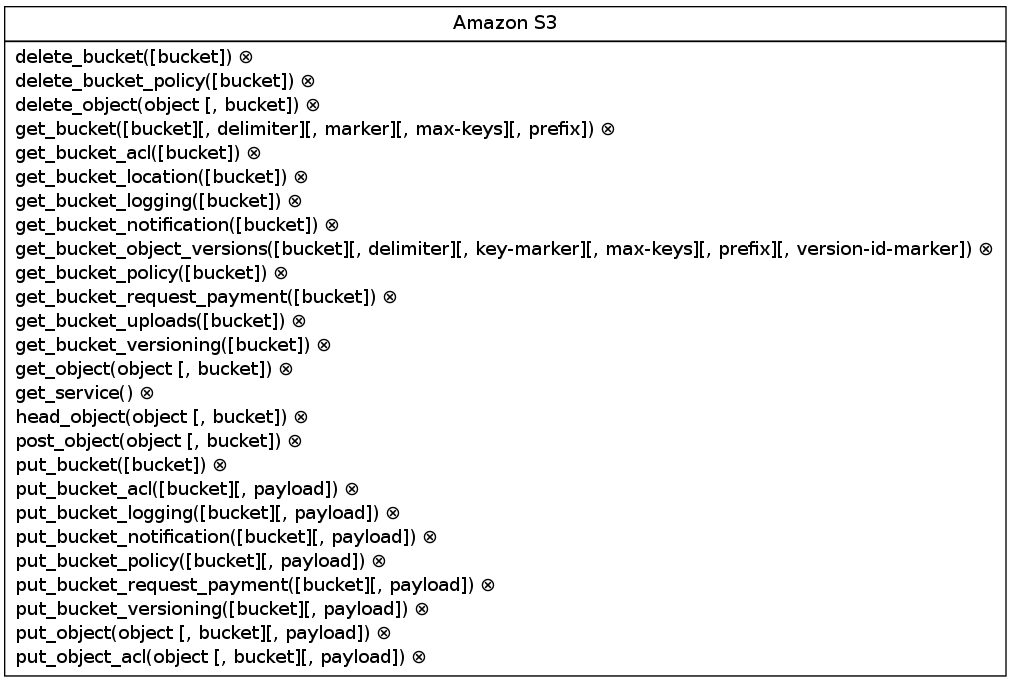 Amazon S3
delete_bucket([bucket]) ⊗
delete_bucket_policy([bucket]) ⊗
delete_object(object [, bucket]) ⊗
get_bucket([bucket][, delimiter][, marker][, max-keys][, prefix]) ⊗
get_bucket_acl([bucket]) ⊗
get_bucket_location([bucket]) ⊗
get_bucket_logging([bucket]) ⊗
get_bucket_notification([bucket]) ⊗
get_bucket_object_versions([bucket][, delimiter][, key-marker][, max-keys][, prefix][, version-id-marker]) ⊗
get_bucket_policy([bucket]) ⊗
get_bucket_request_payment([bucket]) ⊗
get_bucket_uploads([bucket]) ⊗
get_bucket_versioning([bucket]) ⊗
get_object(object [, bucket]) ⊗
get_service() ⊗
head_object(object [, bucket]) ⊗
post_object(object [, bucket]) ⊗
put_bucket([bucket]) ⊗
put_bucket_acl([bucket][, payload]) ⊗
put_bucket_logging([bucket][, payload]) ⊗
put_bucket_notification([bucket][, payload]) ⊗
put_bucket_policy([bucket][, payload]) ⊗
put_bucket_request_payment([bucket][, payload]) ⊗
put_bucket_versioning([bucket][, payload]) ⊗
put_object(object [, bucket][, payload]) ⊗
put_object_acl(object [, bucket][, payload]) ⊗